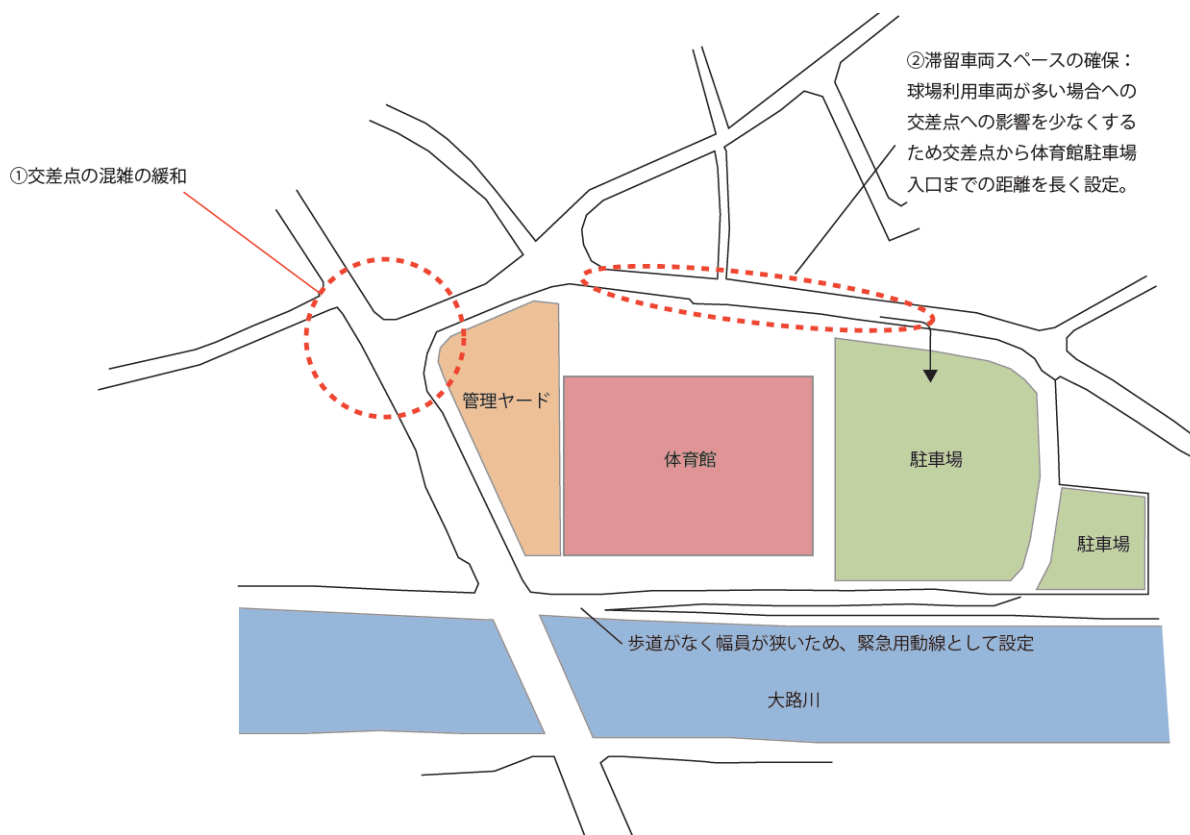 ②滞留車両スペースの確保：
球場利用車両が多い場合への
交差点への影響を少なくする
ため交差点から体育館駐車場
入口までの距離を長く設定。
①交差点の混雑の緩和
管理ヤード
体育館
駐車場
駐車場
歩道がなく幅員が狭いため、緊急用動線として設定
大路川